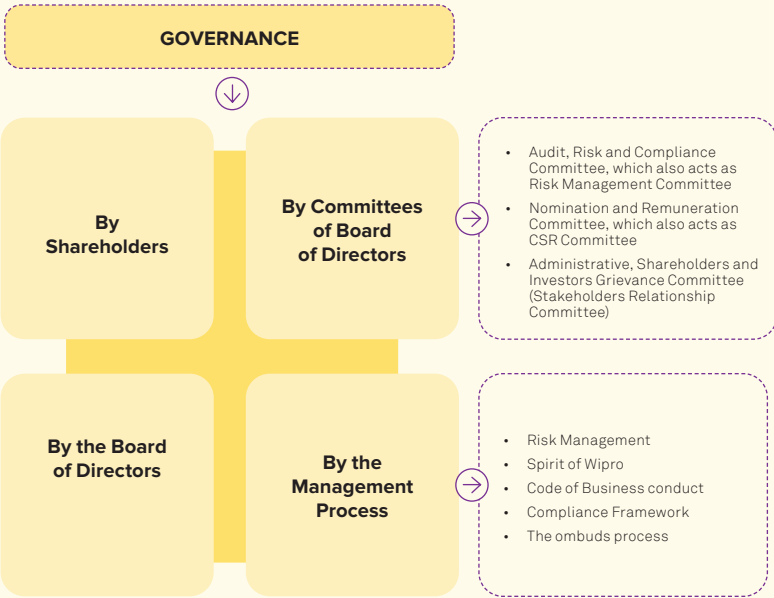 GOVERNANCE
By
Shareholders
By Committees
of Board
of Directors
• Audit, Risk and Compliance
Committee, which also acts as
Risk Management Committee
• Nomination and Remuneration
Committee, which also acts as
CSR Committee
• Administrative, Shareholders and
Investors Grievance Committee
(Stakeholders Relationship
Committee)
By the Board
of Directors
By the
Management
Process
• Risk Management
• Spirit of Wipro
• Code of Business conduct
• Compliance Framework
• The ombuds process